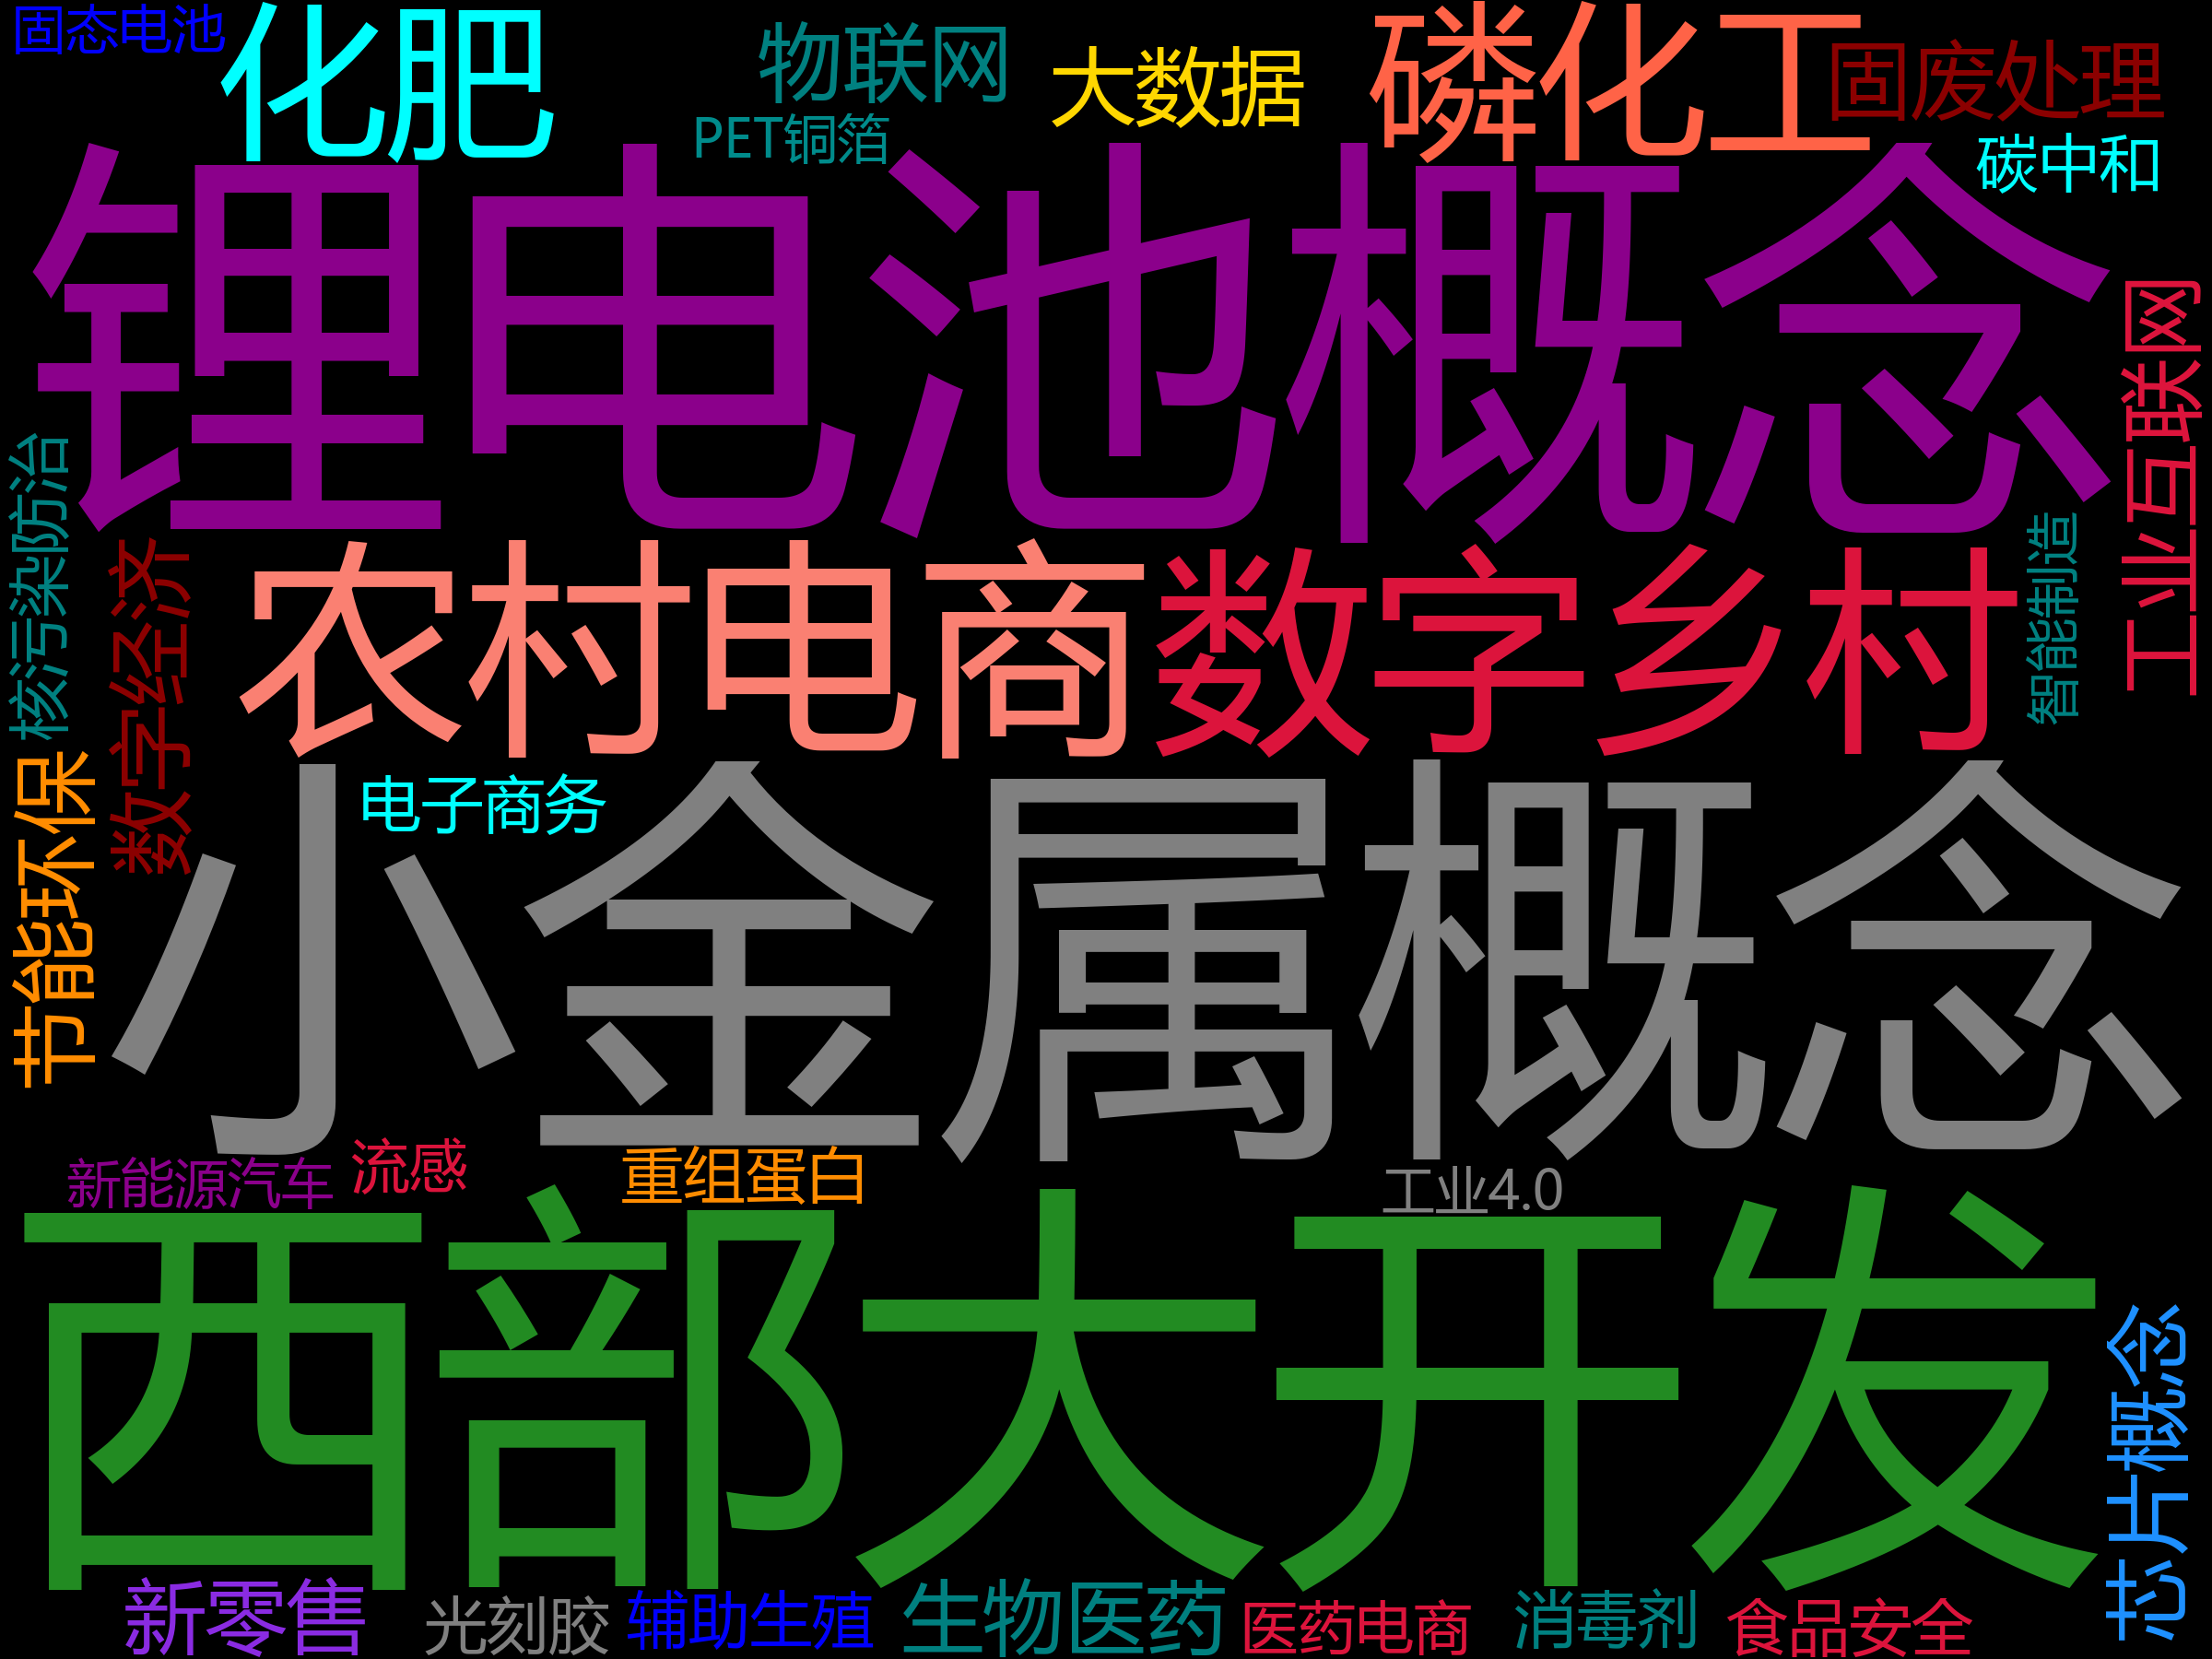 固态电池
化肥
物联网
大数据
磷化工
固废处理
PET铜箔
碳中和
锂电池概念
工业互联网
核污染防治
数字经济
农村电商
数字乡村
智能制造
节能环保
电子商务
小金属概念
新能源汽车
流感
重组蛋白
工业4.0
西部大开发
芯片概念
新零售
光刻胶
辅助生殖
生物医药
医药电商
消毒剂
食品安全